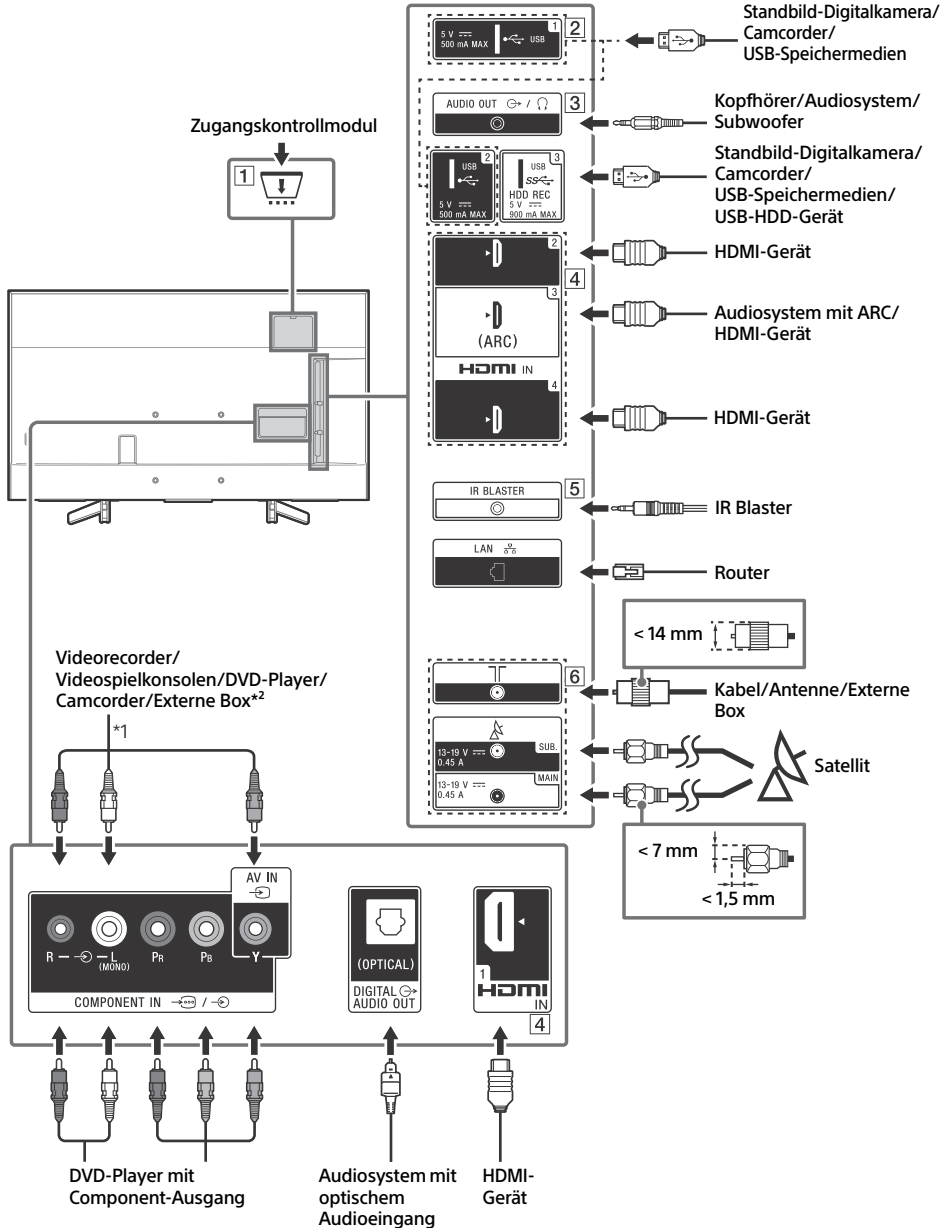 Standbild-Digitalkamera/
Camcorder/
USB-Speichermedien
5 V
500 mA MAX
USB
1
2
AUDIO OUT
/
3
Kopfhörer/Audiosystem/
Subwoofer
Zugangskontrollmodul
1
2
USB
5 V
500 mA MAX
3
USB
SS
HDD REC
5 V
900 mA MAX
Standbild-Digitalkamera/
Camcorder/
USB-Speichermedien/
USB-HDD-Gerät
2
HDMI-Gerät
4
3
(ARC)
HDMI IN
Audiosystem mit ARC/
HDMI-Gerät
4
HDMI-Gerät
IR BLASTER
5
IR Blaster
LAN
Router
< 14 mm
6
Kabel/Antenne/Externe
Box
13-19 V
0.45 A
SUB.
13-19 V
0.45 A
MAIN
Satellit
< 7 mm
< 1,5 mm
Videorecorder/
Videospielkonsolen/DVD-Player/
Camcorder/Externe Box*2
*1
AV IN
R — — L
(MONO)
PR
PB
Y
COMPONENT IN /
(OPTICAL)
DIGITAL
AUDIO OUT
1
HDMI
IN
4
DVD-Player mit
Component-Ausgang
Audiosystem mit
optischem
Audioeingang
HDMI-
Gerät